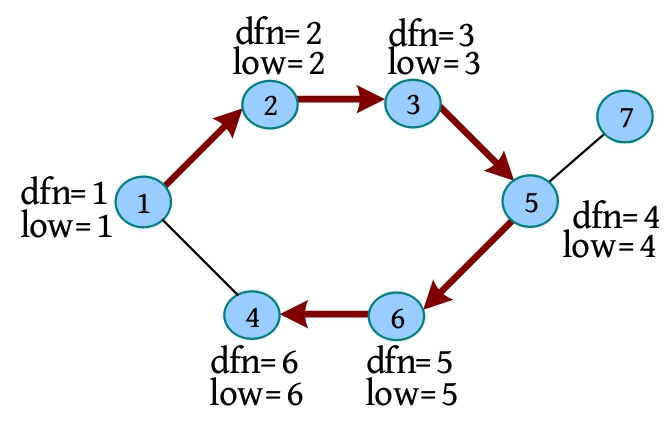 dfn= 2
low= 2
dfn= 3
low= 3
2
3
7
dfn= 1
low= 1
1
5
dfn= 4
low= 4
4
6
dfn= 6
low= 6
dfn= 5
low= 5